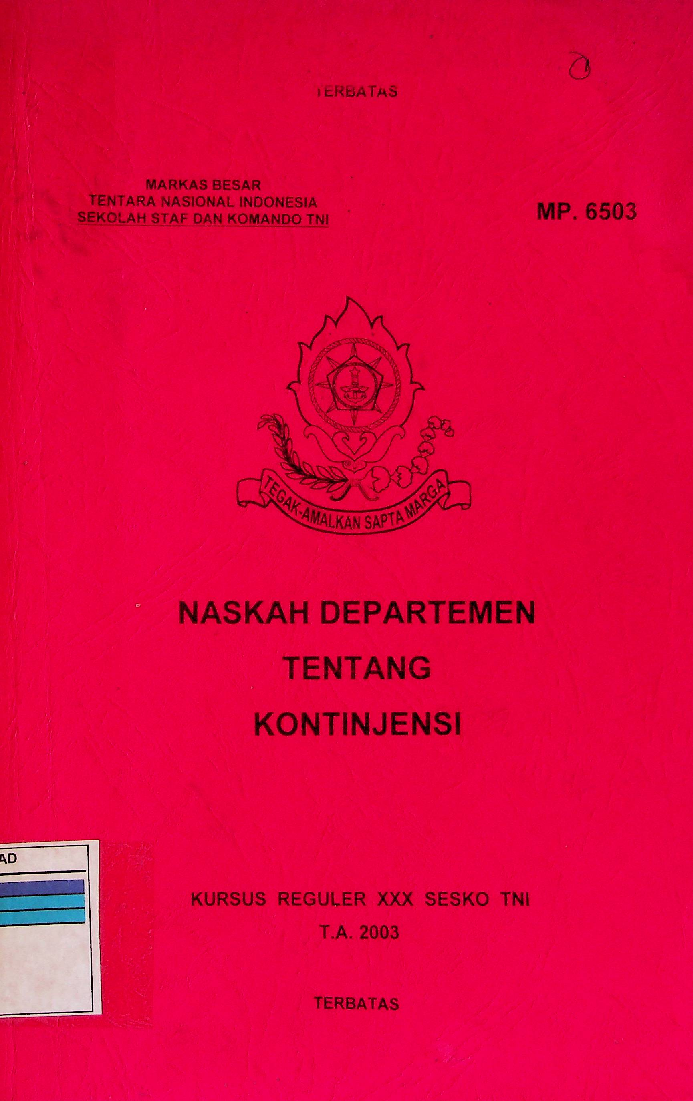 TERBATAS
MARKAS BESAR
TENTARA NASIONAL INDONESIA
SEKOLAH STAF DAN KOMANDO TNI
MP. 6503
TEGAK-AMALKAN SAPTA MARGA
NASKAH DEPARTEMEN
TENTANG
KONTINJENSI
AD
KURSUS REGULER XXX SESKO TNI
T.A. 2003
TERBATAS